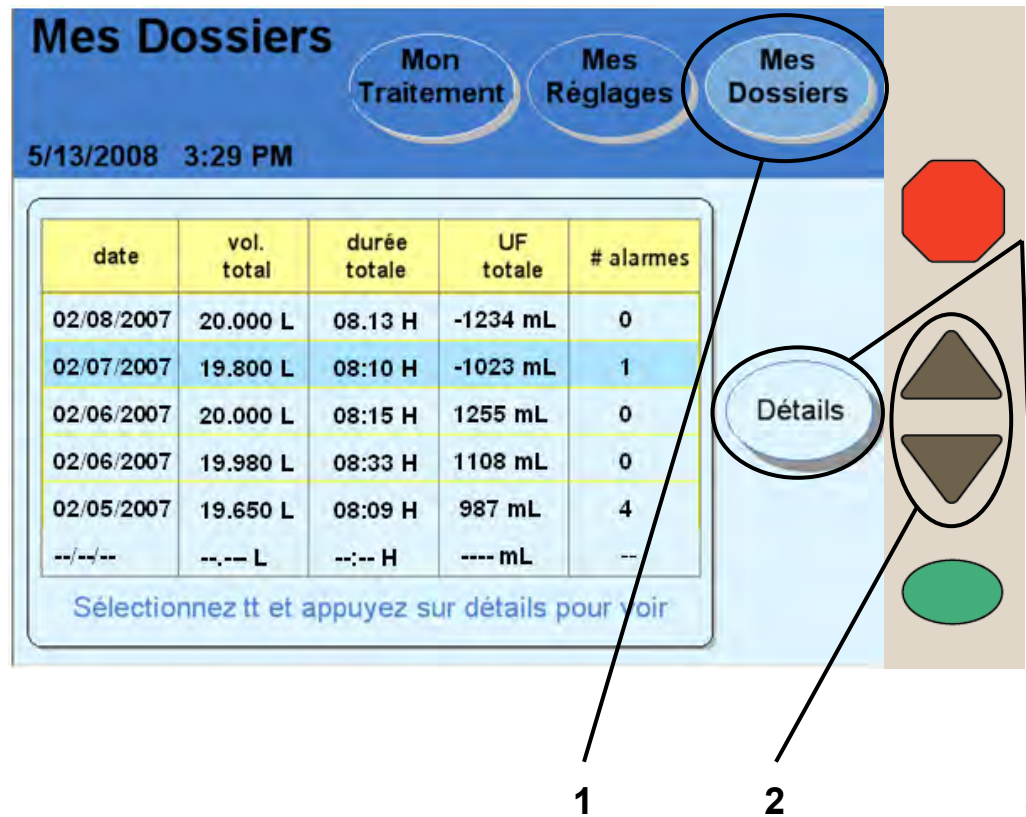 Mes Dossiers
Mon
Traitement
Mes
Réglages
Mes
Dossiers
5/13/2008 3:29 PM
date vol. total durée totale UF totale # alarmes
02/08/2007 20.000 L 08.13 H -1234 mL 0
02/07/2007 19.800 L 08:10 H -1023 mL 1
02/06/2007 20.000 L 08:15 H 1255 mL 0
02/06/2007 19.980 L 08:33 H 1108 mL 0
02/05/2007 19.650 L 08:09 H 987 mL 4
--/--/-- --.--- L --:-- H ---- mL --
Sélectionnez tt et appuyez sur détails pour voir
Détails
1 2